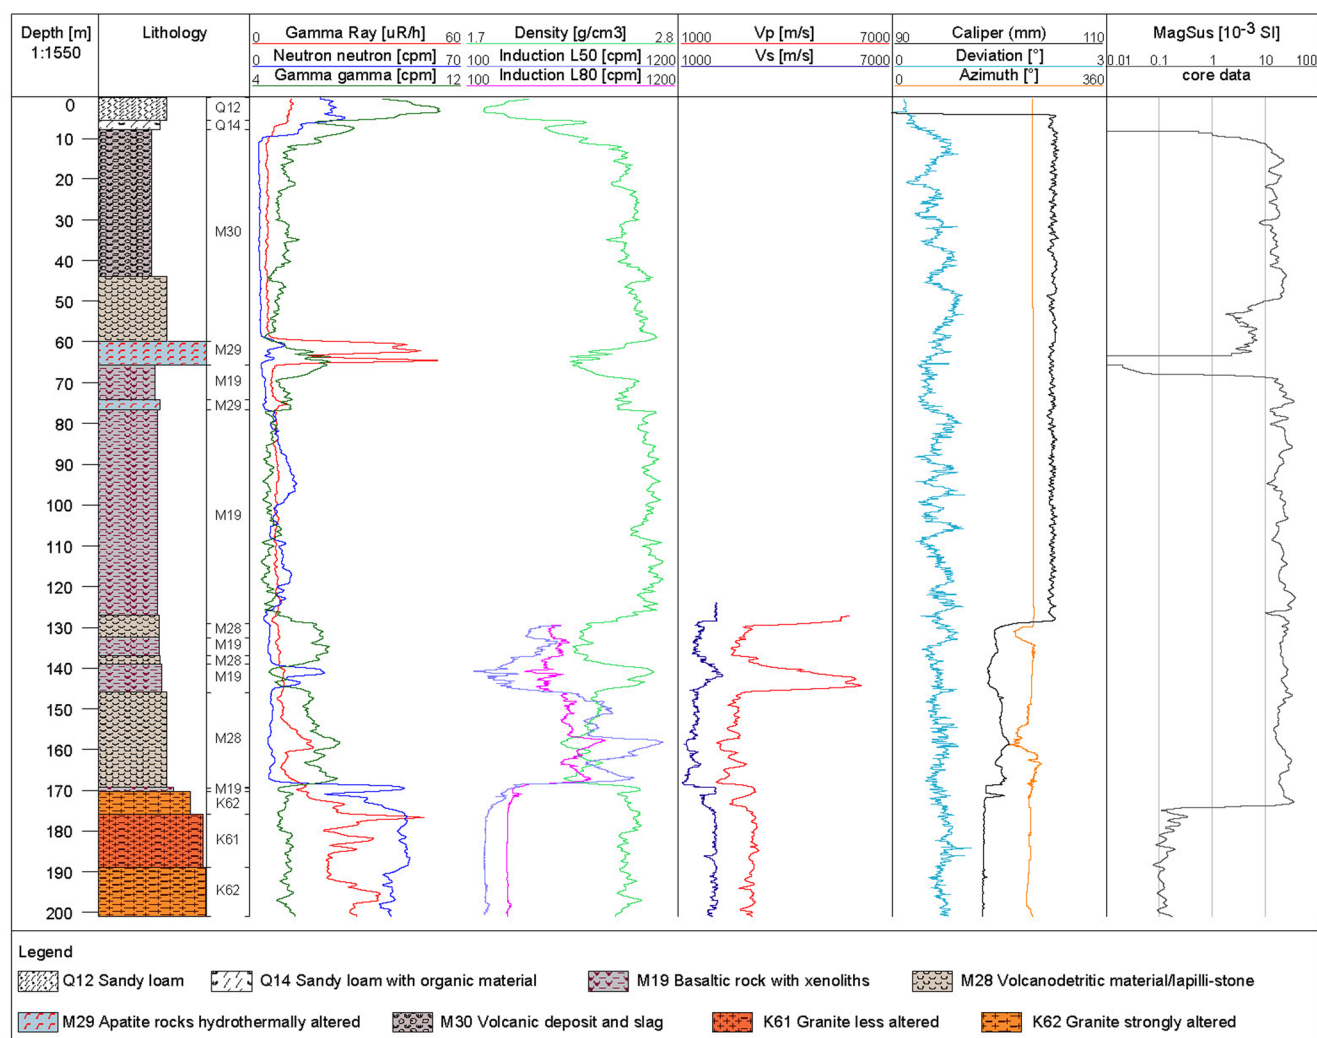 Depth [m]
1:1550
Lithology
0 Gamma Ray [uR/h] 60
0 Neutron neutron [cpm] 70
4 Gamma gamma [cpm] 12
1.7 Density [g/cm3] 2.8
100 Induction L50 [cpm] 1200
100 Induction L80 [cpm] 1200
1000 Vp [m/s] 7000
1000 Vs [m/s] 7000
90 Caliper (mm) 110
0 Deviation [°] 3
0 Azimuth [°] 360
MagSus [10-3 SI]
0.01 0.1 1 10 100
core data
0
10
20
30
40
50
60
70
80
90
100
110
120
130
140
150
160
170
180
190
200
Q12
Q14
M30
M29
M19
M29
M19
M28
M19
M28
M19
M28
M19
K62
K61
K62
Legend
Q12 Sandy loam
Q14 Sandy loam with organic material
M19 Basaltic rock with xenoliths
M28 Volcanodetritic material/lapilli-stone
M29 Apatite rocks hydrothermally altered
M30 Volcanic deposit and slag
K61 Granite less altered
K62 Granite strongly altered